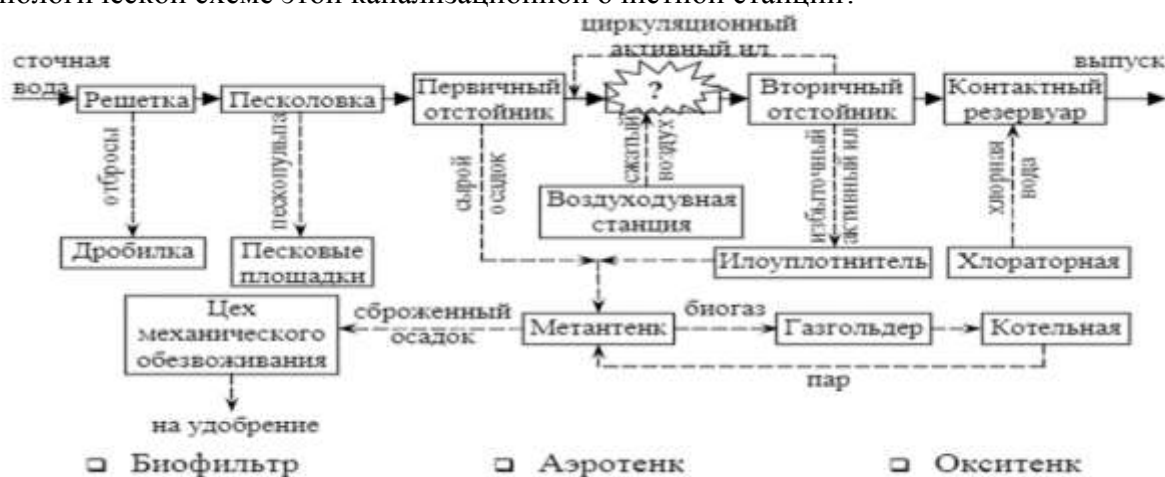 нологической схеме этой канализационной очистной станции?
циркуляционный
активный ил
сточная
вода
выпуск
Решетка
Песколовка
Первичный
отстойник
?
Вторичный
отстойник
Контактный
резервуар
отбросы
пескопульпа
сырой
осадок
сжатый
воздух
избыточный
активный ил
хлорная
вода
Воздуходувная
станция
Дробилка
Песковые
площадки
Илоуплотнитель
Хлораторная
Цех
механического
обезвоживания
сброженный
осадок
Метантенк
биогаз
Газгольдер
Котельная
пар
на удобрение
Биофильтр
Аэротенк
Окситенк